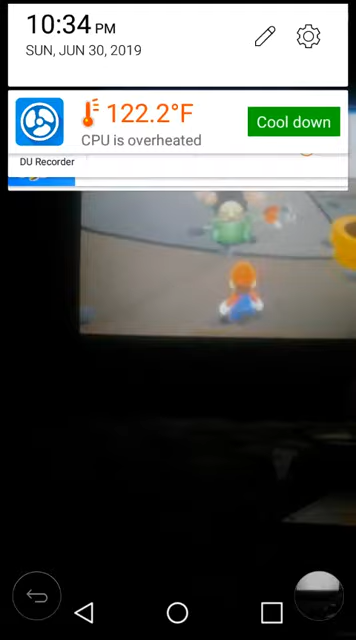 10:34 PM
SUN, JUN 30, 2019
122.2°F
Cool down
CPU is overheated
DU Recorder